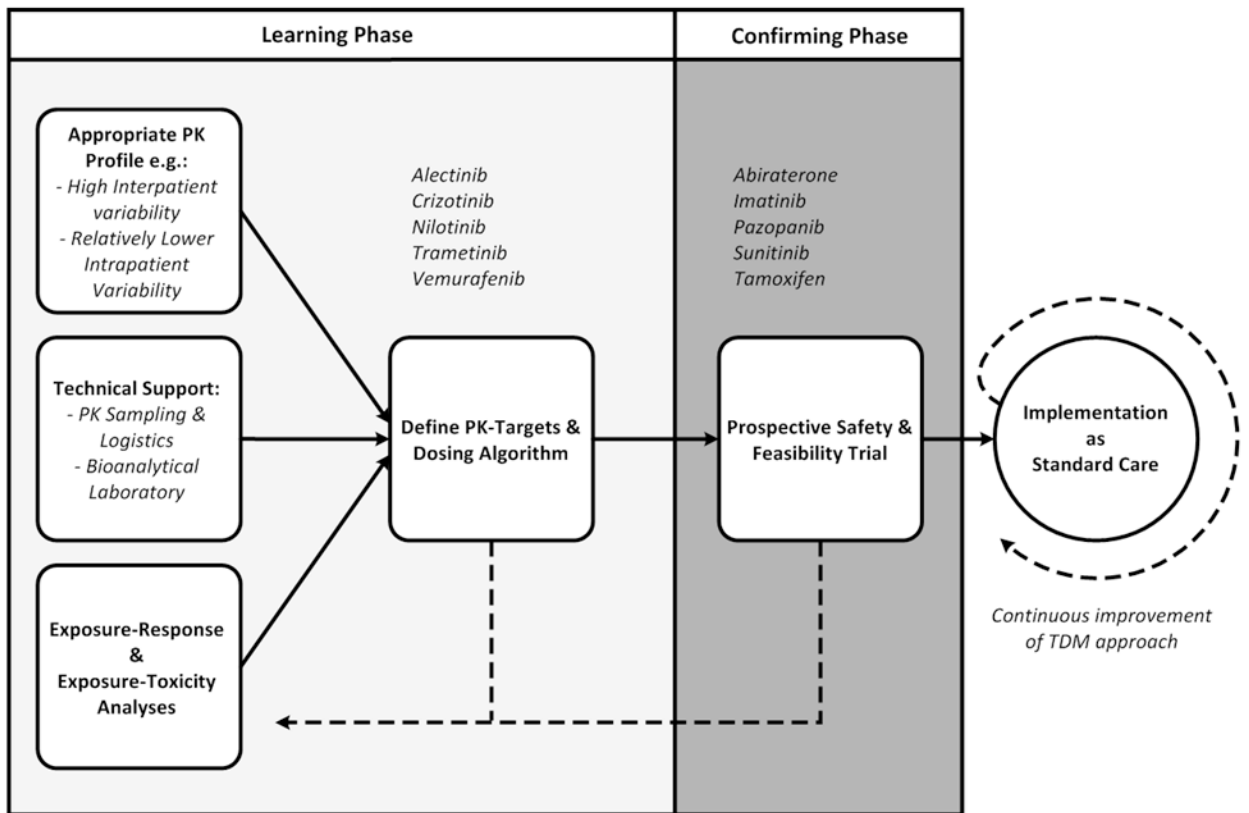 Learning Phase
Confirming Phase
Appropriate PK
Profile e.g.:
- High Interpatient
variability
- Relatively Lower
Intrapatient
Variability
Technical Support:
- PK Sampling &
Logistics
- Bioanalytical
Laboratory
Exposure-Response
&
Exposure-Toxicity
Analyses
Alectinib
Crizotinib
Nilotinib
Trametinib
Vemurafenib
Define PK-Targets &
Dosing Algorithm
Abiraterone
Imatinib
Pazopanib
Sunitinib
Tamoxifen
Prospective Safety &
Feasibility Trial
Implementation
as
Standard Care
Continuous improvement
of TDM approach